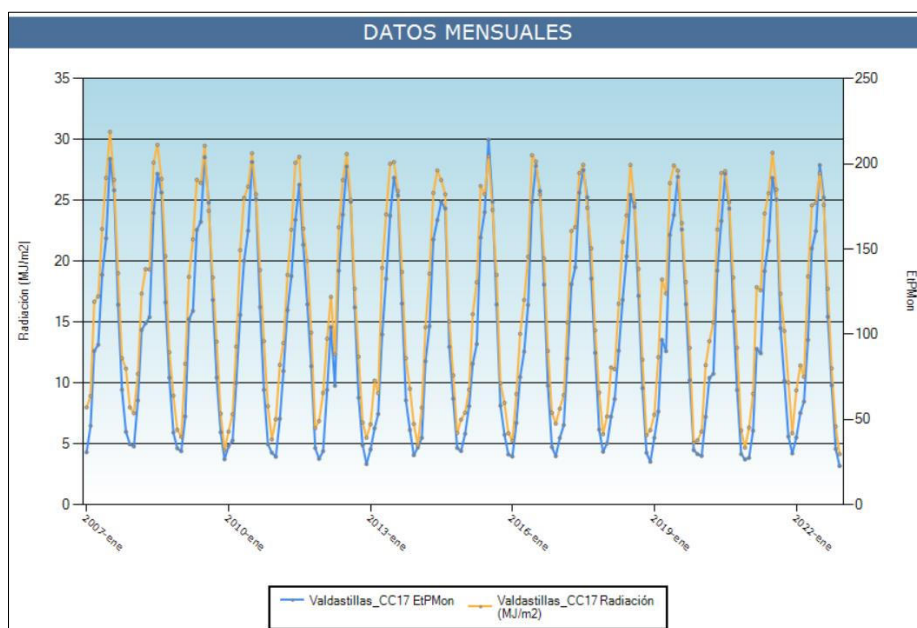 DATOS MENSUALES
35
30
25
20
15
10
5
0
Radiación (MJ/m2)
250
200
150
100
50
0
EtPMon
2007-ene
2010-ene
2013-ene
2016-ene
2019-ene
2022-ene
Valdastillas_CC17 EtPMon
Valdastillas_CC17 Radiación
(MJ/m2)